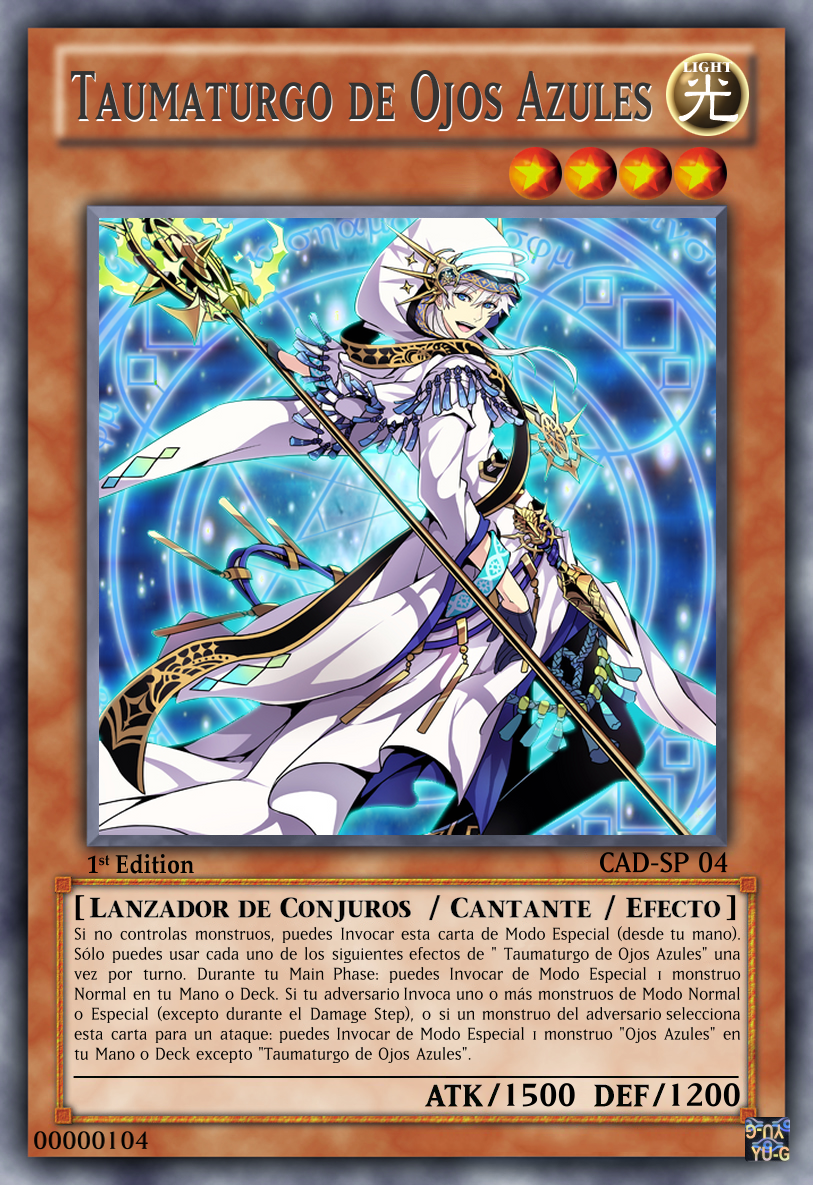 Taumaturgo de Ojos Azules
LIGHT
光
1st Edition
CAD-SP 04
[ Lanzador de Conjuros / Cantante / Efecto ]
Si no controlas monstruos, puedes Invocar esta carta de Modo Especial (desde tu mano).
Sólo puedes usar cada uno de los siguientes efectos de " Taumaturgo de Ojos Azules" una
vez por turno. Durante tu Main Phase: puedes Invocar de Modo Especial 1 monstruo
Normal en tu Mano o Deck. Si tu adversario Invoca uno o más monstruos de Modo Normal
o Especial (excepto durante el Damage Step), o si un monstruo del adversario selecciona
esta carta para un ataque: puedes Invocar de Modo Especial 1 monstruo "Ojos Azules" en
tu Mano o Deck excepto "Taumaturgo de Ojos Azules".
ATK/1500 DEF/1200
00000104
YU-G
YU-G